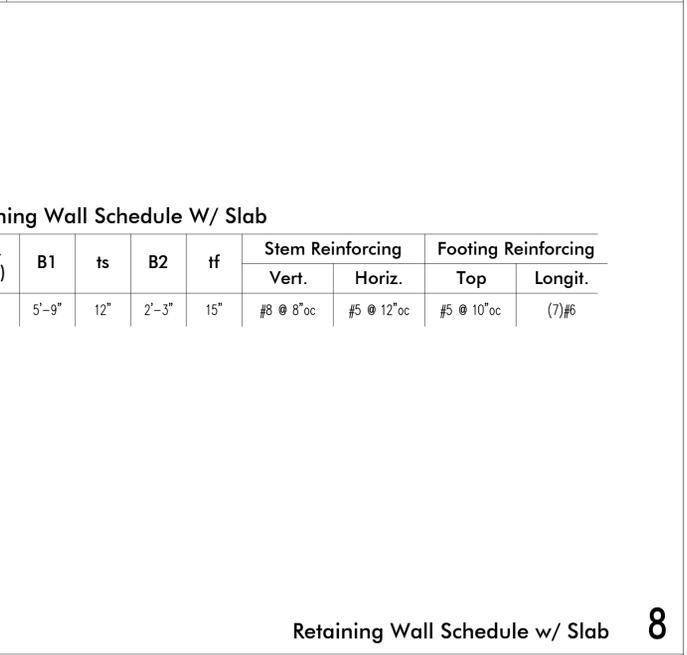 ning Wall Schedule W/ Slab
) B1 ts B2 tf Stem Reinforcing Footing Reinforcing
Vert. Horiz. Top Longit.
5'-9" 12" 2'-3" 15" #8 @ 8"oc #5 @ 12"oc #5 @ 10"oc (7)#6
Retaining Wall Schedule w/ Slab 8